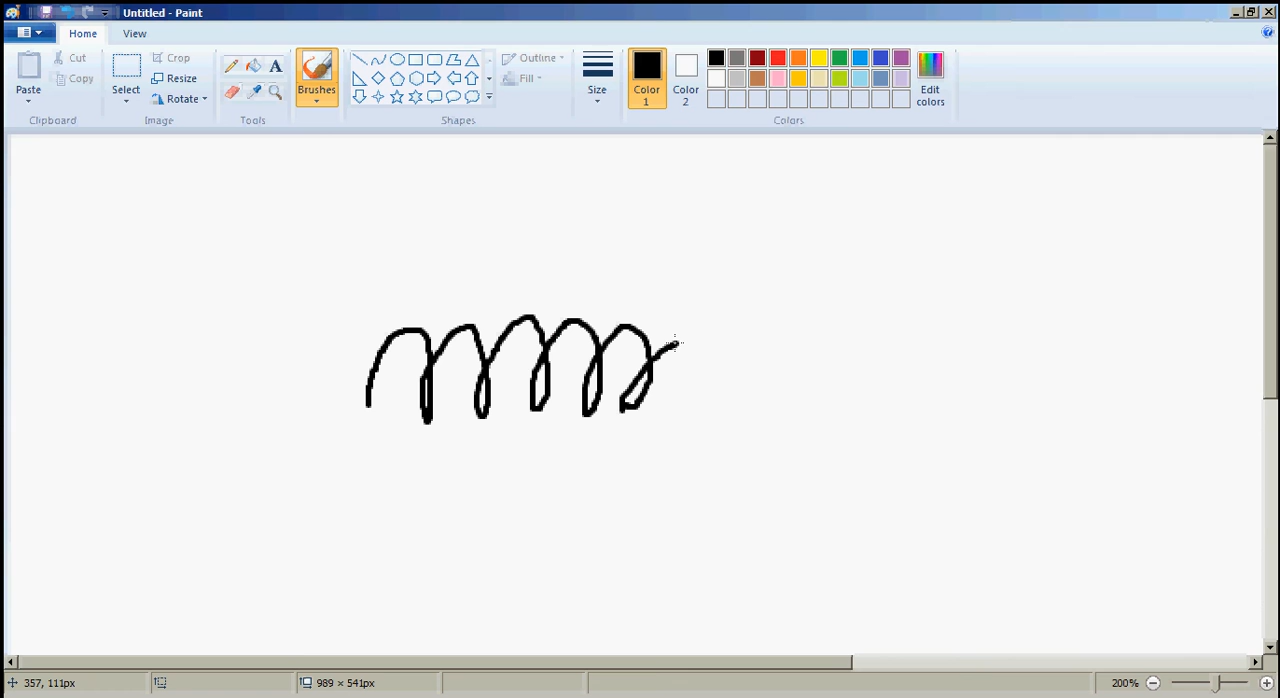 Untitled - Paint
Home View
Paste Cut Copy Select Crop Resize Rotate A Brushes Outline Fill Size Color 1 Color 2 Edit colors
Clipboard Image Tools Shapes Colors
357, 111px 989 × 541px 200%